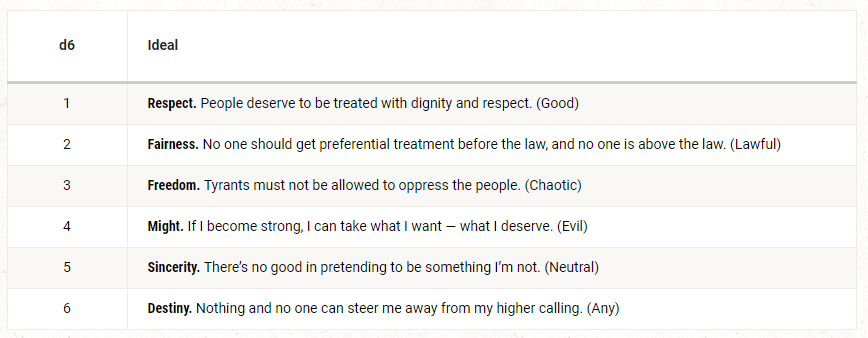 d6 Ideal
1 Respect. People deserve to be treated with dignity and respect. (Good)
2 Fairness. No one should get preferential treatment before the law, and no one is above the law. (Lawful)
3 Freedom. Tyrants must not be allowed to oppress the people. (Chaotic)
4 Might. If I become strong, I can take what I want — what I deserve. (Evil)
5 Sincerity. There’s no good in pretending to be something I’m not. (Neutral)
6 Destiny. Nothing and no one can steer me away from my higher calling. (Any)